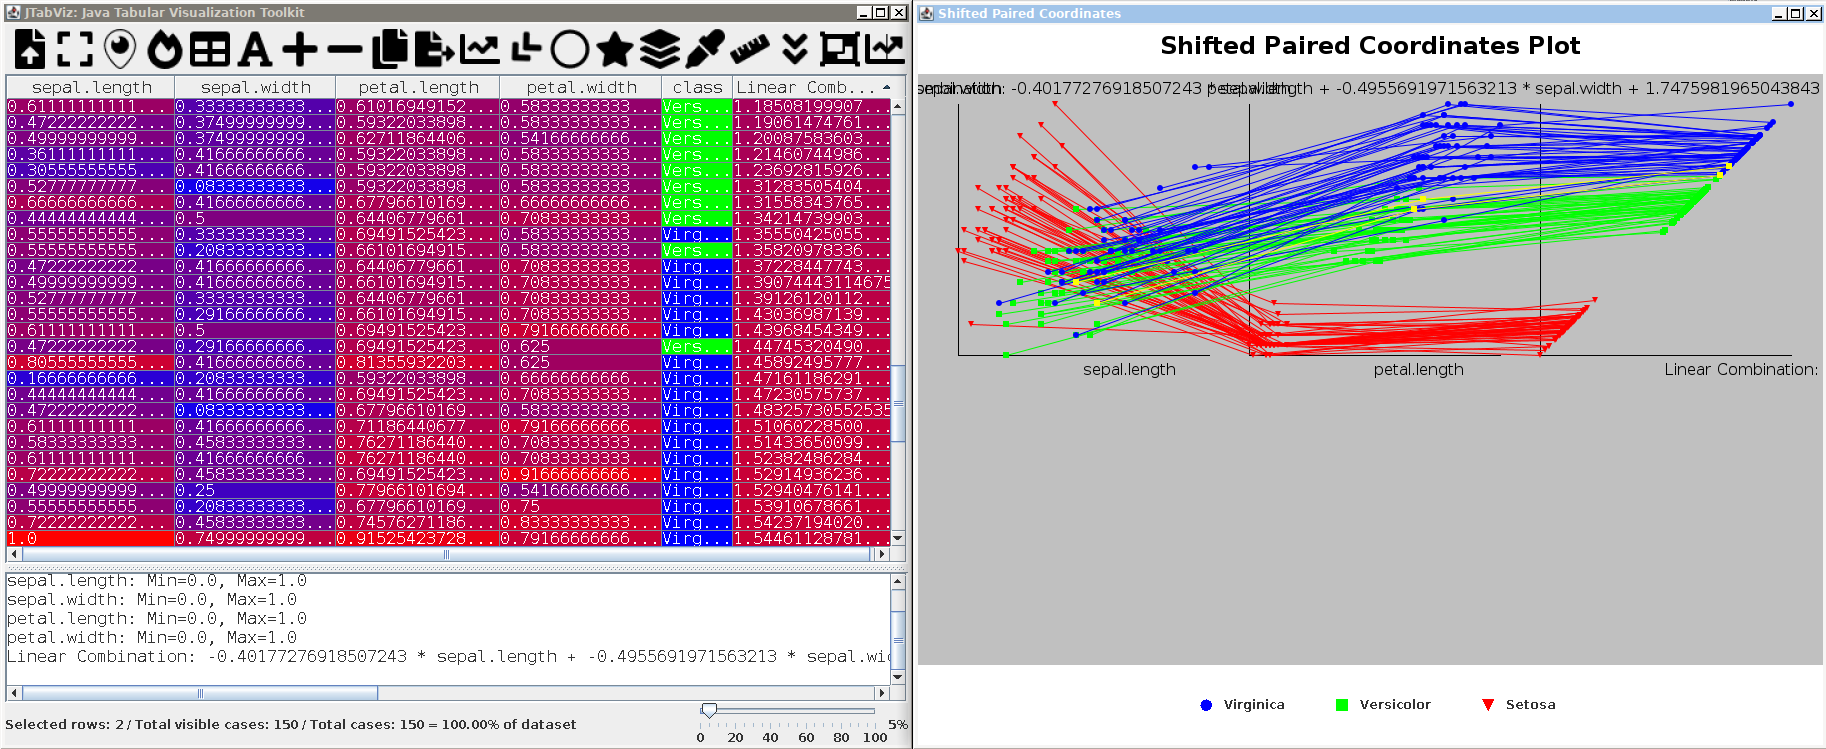 JTabViz: Java Tabular Visualization Toolkit
sepal.length sepal.width petal.length petal.width class Linear Comb...
0.61111111111... 0.33333333333... 0.61016949152... 0.58333333333... Vers... 1.18508199907...
0.47222222222... 0.37499999999... 0.59322033898... 0.58333333333... Vers... 1.19061474761...
0.49999999999... 0.37499999999... 0.62711864406... 0.54166666666... Vers... 1.20087583603...
0.36111111111... 0.41666666666... 0.59322033898... 0.58333333333... Vers... 1.21460744986...
0.30555555555... 0.41666666666... 0.59322033898... 0.58333333333... Vers... 1.23692815926...
0.52777777777... 0.08333333333... 0.59322033898... 0.58333333333... Vers... 1.31283505404...
0.66666666666... 0.41666666666... 0.67796610169... 0.66666666666... Vers... 1.31558343765...
0.44444444444... 0.5 0.64406779661... 0.70833333333... Vers... 1.34214739903...
0.55555555555... 0.33333333333... 0.69491525423... 0.58333333333... Virg... 1.35550425055...
0.55555555555... 0.20833333333... 0.66101694915... 0.58333333333... Vers... 1.35820978336...
0.47222222222... 0.41666666666... 0.64406779661... 0.70833333333... Virg... 1.37228447743...
0.49999999999... 0.41666666666... 0.66101694915... 0.70833333333... Virg... 1.39074443114675
0.52777777777... 0.33333333333... 0.64406779661... 0.70833333333... Virg... 1.39126120112...
0.55555555555... 0.29166666666... 0.66101694915... 0.70833333333... Virg... 1.43036987139...
0.61111111111... 0.5 0.69491525423... 0.79166666666... Virg... 1.43968454349...
0.47222222222... 0.29166666666... 0.69491525423... 0.625 Vers... 1.44745320490...
0.80555555555... 0.41666666666... 0.81355932203... 0.625 Virg... 1.45892495777...
0.16666666666... 0.20833333333... 0.59322033898... 0.66666666666... Virg... 1.47161186291...
0.44444444444... 0.41666666666... 0.69491525423... 0.70833333333... Virg... 1.47230575737...
0.47222222222... 0.08333333333... 0.67796610169... 0.58333333333... Virg... 1.4832573055253
0.61111111111... 0.41666666666... 0.71186440677... 0.79166666666... Virg... 1.51060228500...
0.58333333333... 0.45833333333... 0.76271186440... 0.70833333333... Virg... 1.51433650099...
0.61111111111... 0.41666666666... 0.76271186440... 0.70833333333... Virg... 1.52382486284...
0.72222222222... 0.45833333333... 0.69491525423... 0.91666666666... Virg... 1.52914936236...
0.49999999999... 0.25 0.77966101694... 0.54166666666... Virg... 1.52940476141...
0.55555555555... 0.20833333333... 0.67796610169... 0.75 Virg... 1.53910678661...
0.72222222222... 0.45833333333... 0.74576271186... 0.83333333333... Virg... 1.54237194020...
1.0 0.74999999999... 0.91525423728... 0.79166666666... Virg... 1.54461128781...
sepal.length: Min=0.0, Max=1.0
sepal.width: Min=0.0, Max=1.0
petal.length: Min=0.0, Max=1.0
petal.width: Min=0.0, Max=1.0
Linear Combination: -0.40177276918507243 * sepal.length + -0.4955691971563213 * sepal.wi
Selected rows: 2 / Total visible cases: 150 / Total cases: 150 = 100.00% of dataset
0 20 40 60 80 100
5%
Shifted Paired Coordinates
Shifted Paired Coordinates Plot
-0.40177276918507243 * sepal.length + -0.4955691971563213 * sepal.width + 1.7475981965043843
sepal.length petal.length Linear Combination:
Virginica Versicolor Setosa